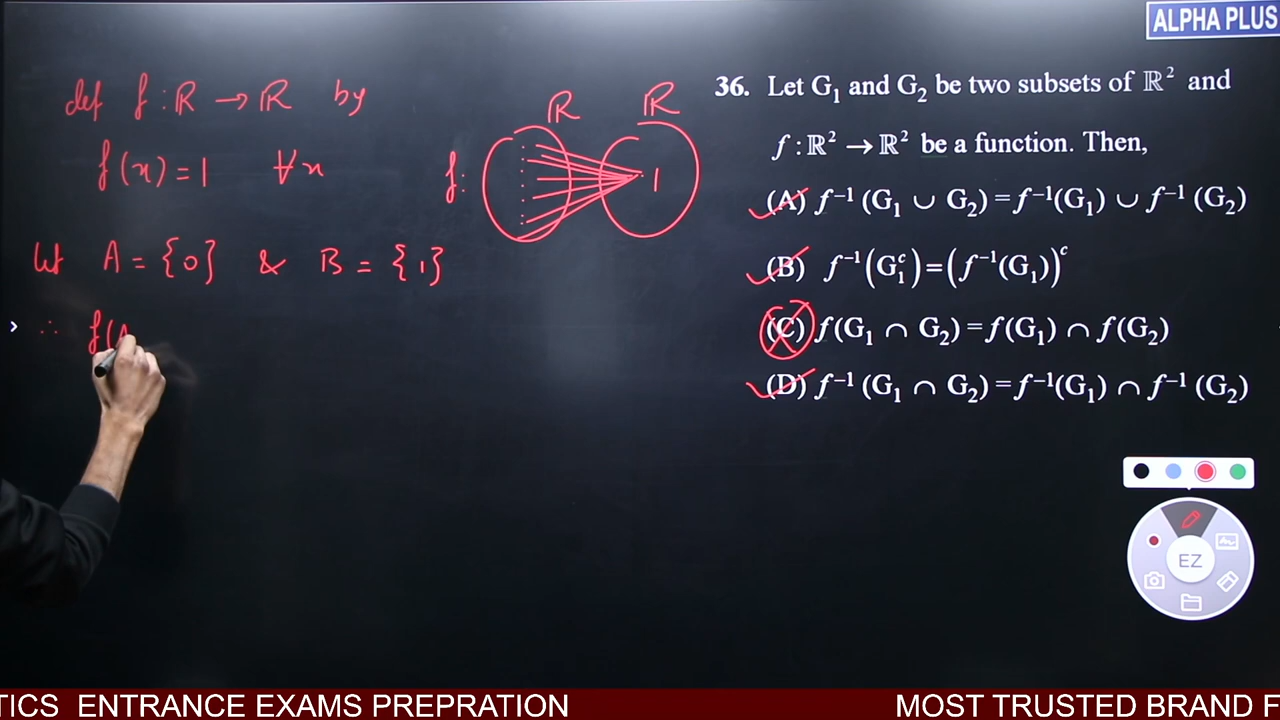 ALPHA PLUS
def f : ℝ → ℝ by
f(x) = 1 ∀x
f:
ℝ ℝ
1
Let A = {0} & B = {1}
∴ f(A
36. Let G₁ and G₂ be two subsets of ℝ² and
f : ℝ² → ℝ² be a function. Then,
(A) f⁻¹ (G₁ ∪ G₂) = f⁻¹(G₁) ∪ f⁻¹ (G₂)
(B) f⁻¹(G₁ᶜ) = (f⁻¹(G₁))ᶜ
(C) f(G₁ ∩ G₂) = f(G₁) ∩ f(G₂)
(D) f⁻¹ (G₁ ∩ G₂) = f⁻¹(G₁) ∩ f⁻¹ (G₂)
EZ
TICS ENTRANCE EXAMS PREPRATION MOST TRUSTED BRAND F